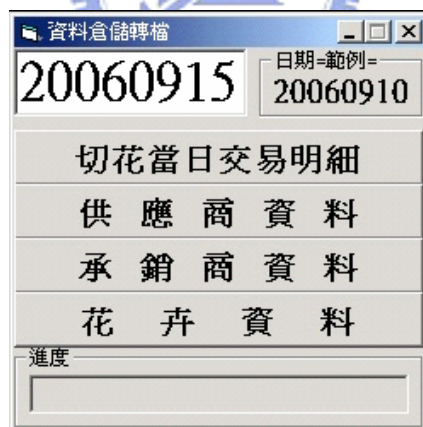 資料倉儲轉檔
20060915
日期=範例=
20060910
切花當日交易明細
供應商資料
承銷商資料
花卉資料
進度